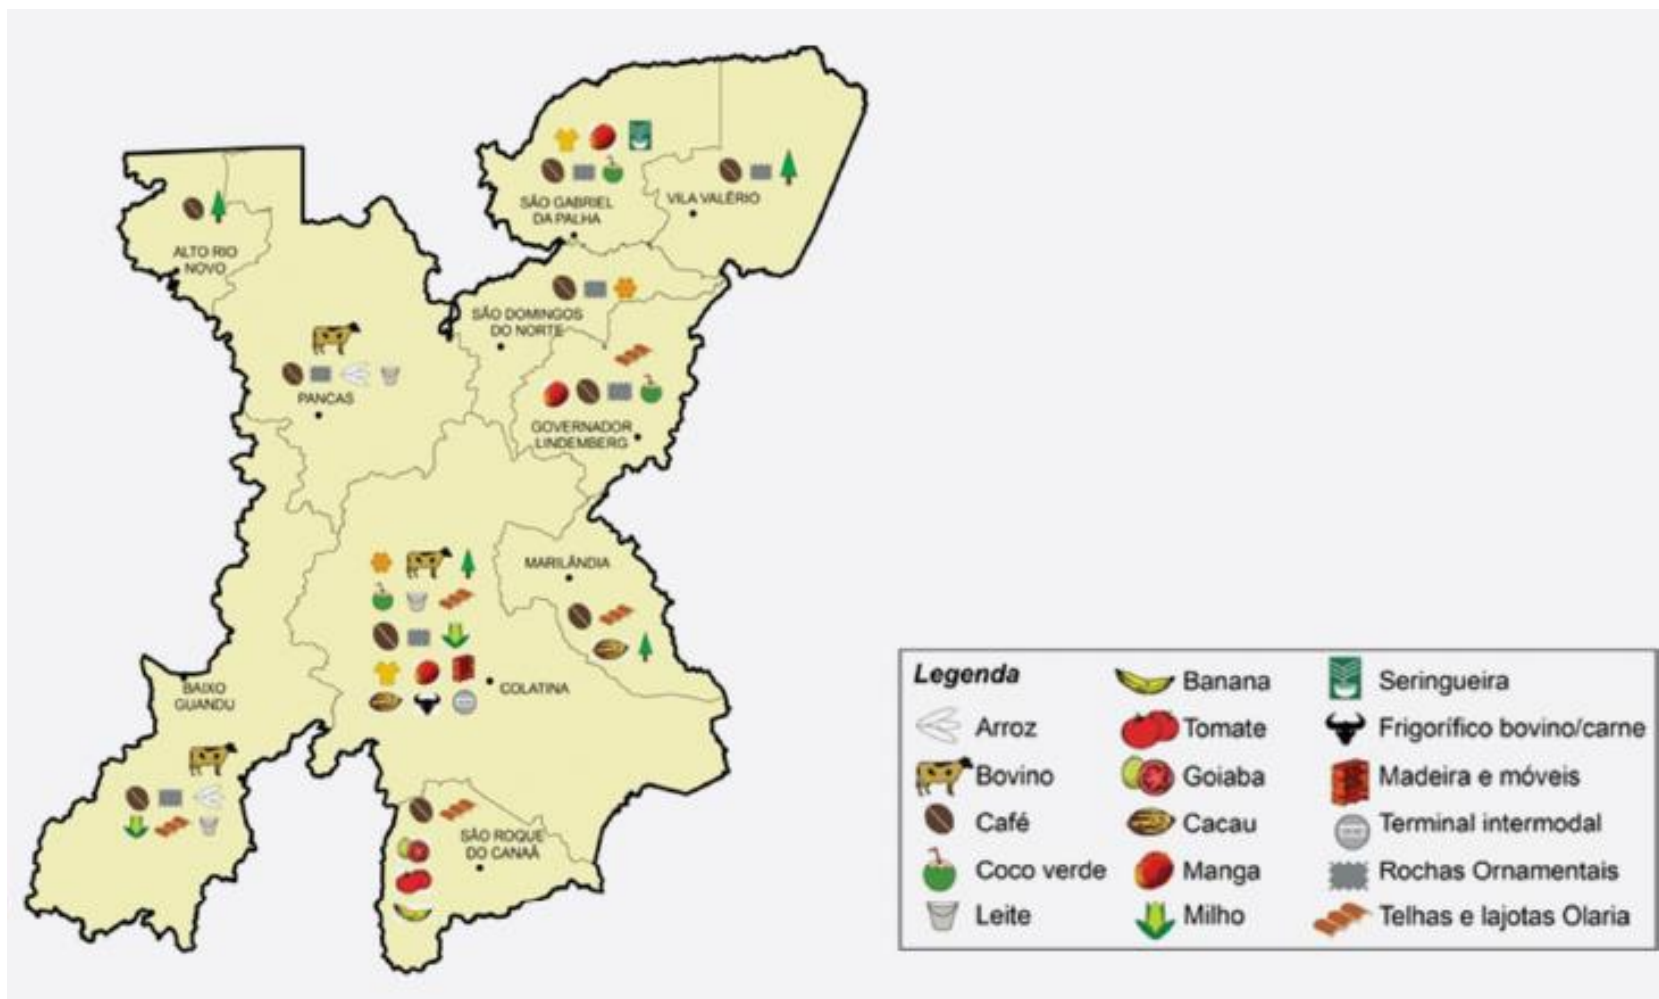 SÃO GABRIEL
DA PALHA
VILA VALÉRIO
ALTO RIO
NOVO
SÃO DOMINGOS
DO NORTE
PANCAS
GOVERNADOR
LINDEMBERG
MARILÂNDIA
COLATINA
BAIXO
GUANDU
SÃO ROQUE
DO CANAÃ
Legenda
Arroz
Bovino
Café
Coco verde
Leite
Banana
Tomate
Goiaba
Cacau
Manga
Milho
Seringueira
Frigorífico bovino/carne
Madeira e móveis
Terminal intermodal
Rochas Ornamentais
Telhas e lajotas Olaria